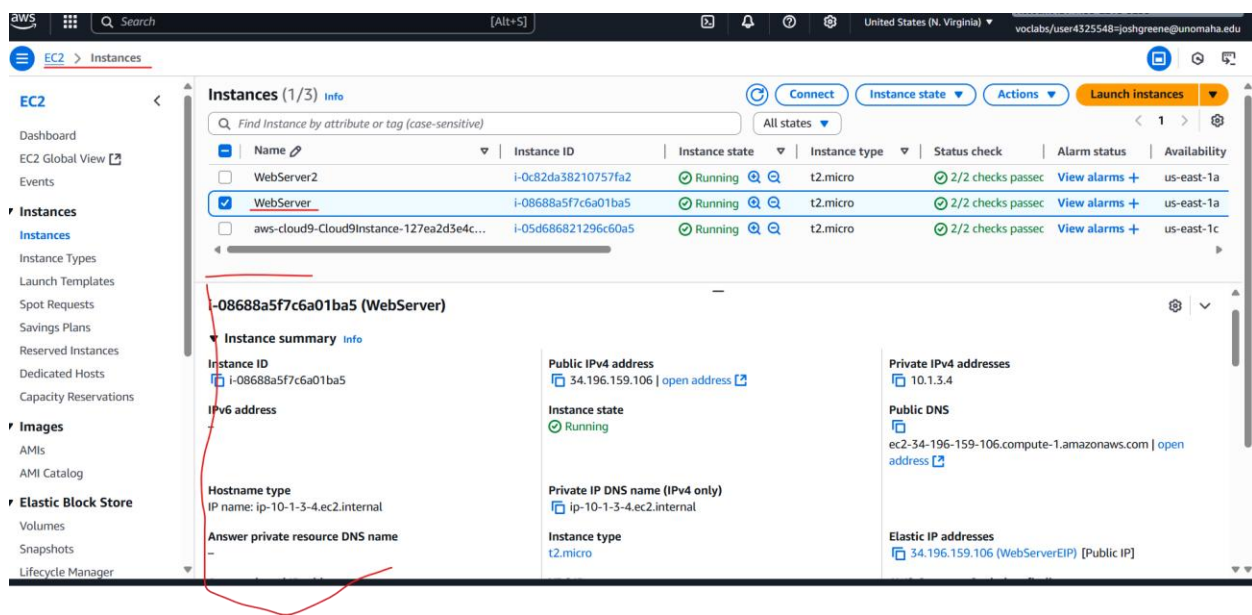 aws Search [Alt+S] United States (N. Virginia) ▼ voclabs/user4325548=joshgreene@unomaha.edu
EC2 > Instances
EC2
Dashboard
EC2 Global View
Events
Instances
Instances
Instance Types
Launch Templates
Spot Requests
Savings Plans
Reserved Instances
Dedicated Hosts
Capacity Reservations
Images
AMIs
AMI Catalog
Elastic Block Store
Volumes
Snapshots
Lifecycle Manager
Instances (1/3) Info Connect Instance state ▼ Actions ▼ Launch instances ▼
Find Instance by attribute or tag (case-sensitive) All states ▼ < 1 >
Name Instance ID Instance state Instance type Status check Alarm status Availability
WebServer2 i-0c82da38210757fa2 Running t2.micro 2/2 checks passec View alarms + us-east-1a
WebServer i-08688a5f7c6a01ba5 Running t2.micro 2/2 checks passec View alarms + us-east-1a
aws-cloud9-Cloud9Instance-127ea2d3e4c... i-05d686821296c60a5 Running t2.micro 2/2 checks passec View alarms + us-east-1c
i-08688a5f7c6a01ba5 (WebServer)
▼ Instance summary Info
Instance ID
i-08688a5f7c6a01ba5
Public IPv4 address
34.196.159.106 | open address
Private IPv4 addresses
10.1.3.4
IPv6 address
–
Instance state
Running
Public DNS
ec2-34-196-159-106.compute-1.amazonaws.com | open
address
Hostname type
IP name: ip-10-1-3-4.ec2.internal
Private IP DNS name (IPv4 only)
ip-10-1-3-4.ec2.internal
Answer private resource DNS name
–
Instance type
t2.micro
Elastic IP addresses
34.196.159.106 (WebServerEIP) [Public IP]